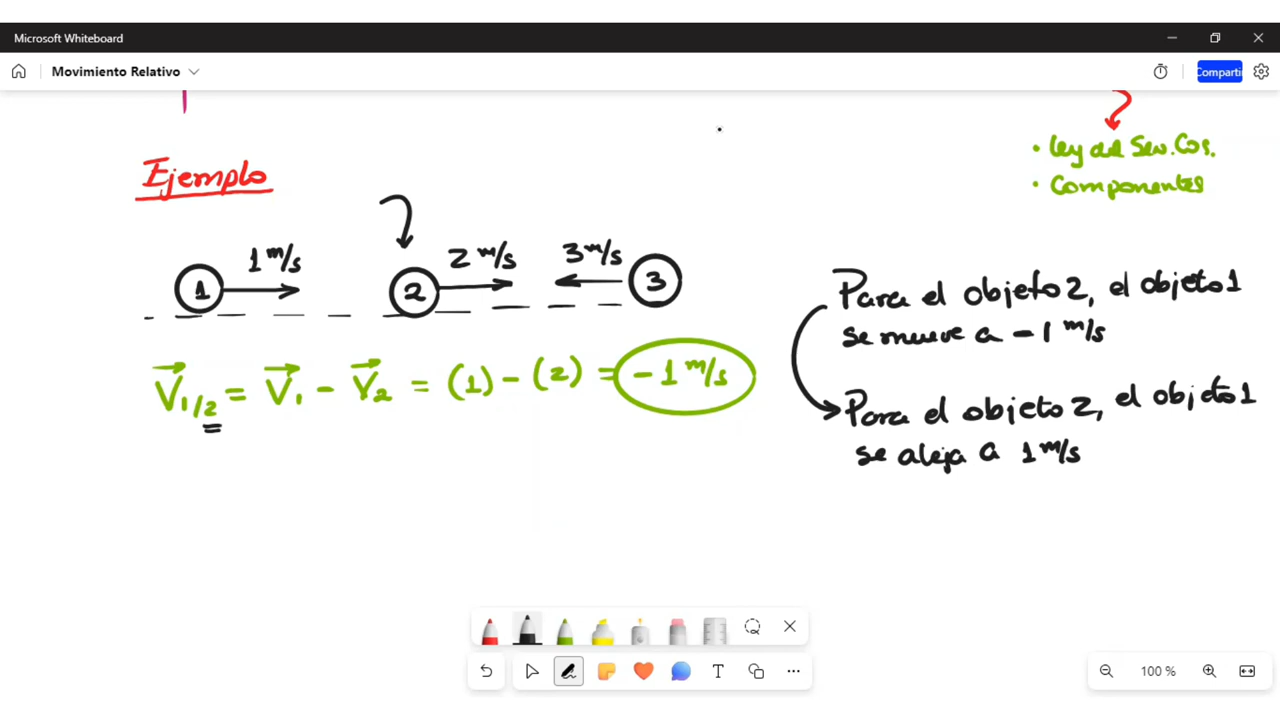 Microsoft Whiteboard
Movimiento Relativo
Comparti
• Ley del Sen. Cos.
• Componentes
Ejemplo
1 m/s
2 m/s
3 m/s
1
2
3
V1/2 = V1 - V2 = (1) - (2) = -1 m/s
Para el objeto 2, el objeto 1
se mueve a -1 m/s
Para el objeto 2, el objeto 1
se aleja a 1 m/s
T
100 %